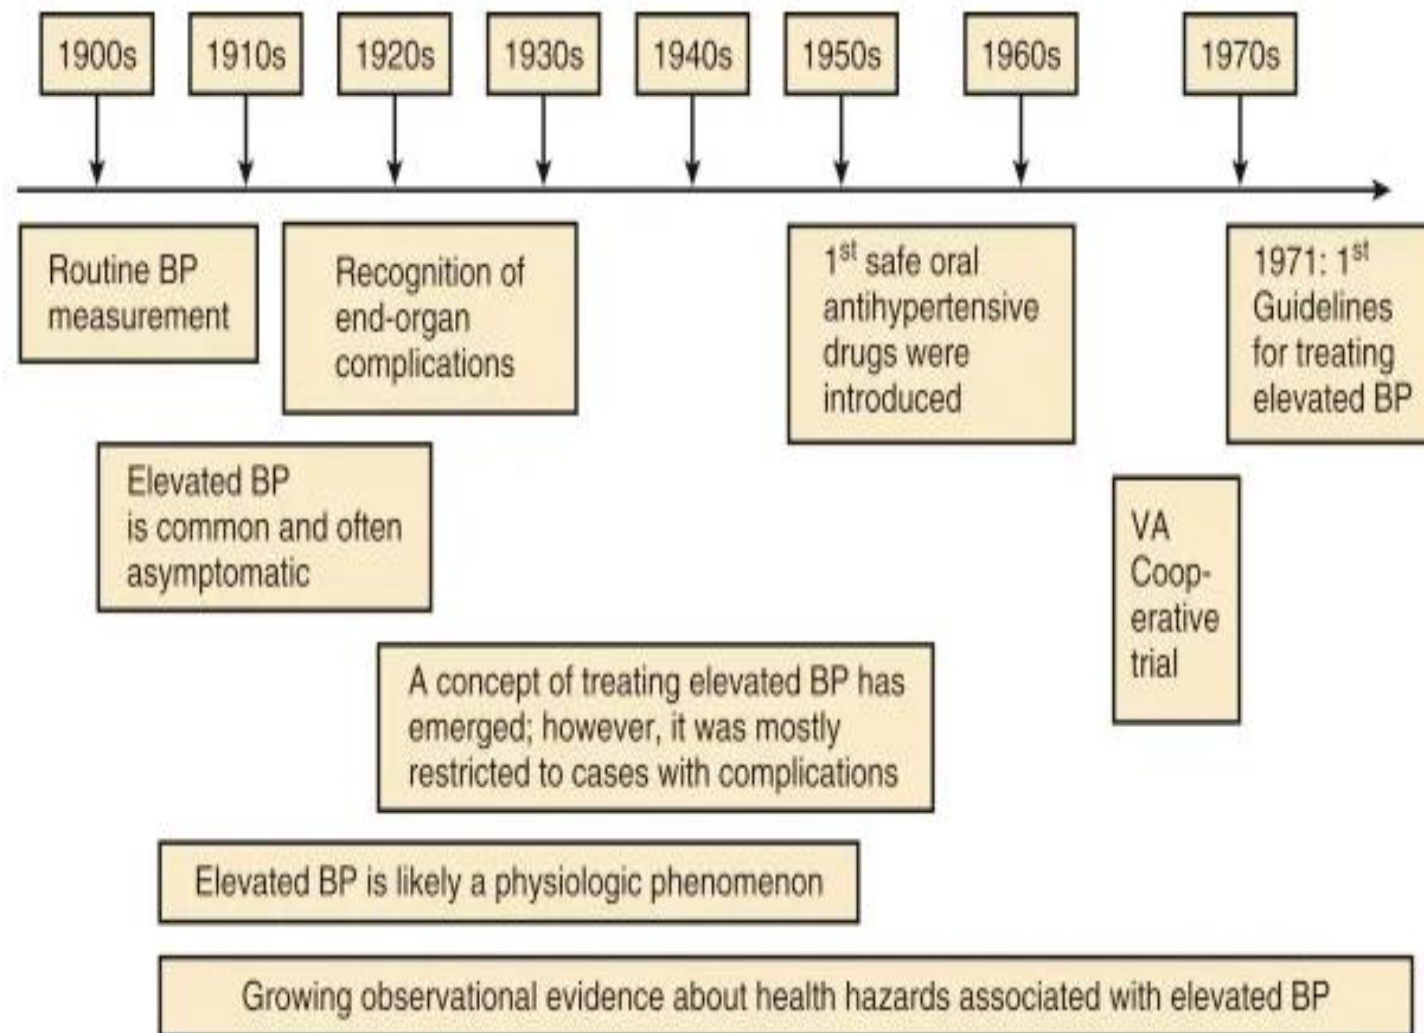 1900s
1910s
1920s
1930s
1940s
1950s
1960s
1970s
Routine BP
measurement
Recognition of
end-organ
complications
1st safe oral
antihypertensive
drugs were
introduced
1971: 1st
Guidelines
for treating
elevated BP
Elevated BP
is common and often
asymptomatic
VA
Coop-
erative
trial
A concept of treating elevated BP has
emerged; however, it was mostly
restricted to cases with complications
Elevated BP is likely a physiologic phenomenon
Growing observational evidence about health hazards associated with elevated BP